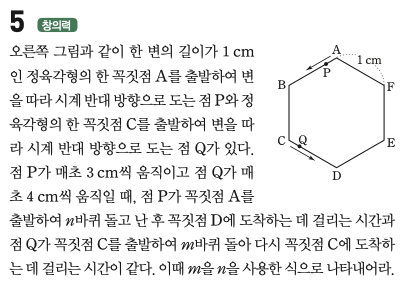 5 창의력
오른쪽 그림과 같이 한 변의 길이가 1 cm
인 정육각형의 한 꼭짓점 A를 출발하여 변
을 따라 시계 반대 방향으로 도는 점 P와 정
육각형의 한 꼭짓점 C를 출발하여 변을 따
라 시계 반대 방향으로 도는 점 Q가 있다.
점 P가 매초 3 cm씩 움직이고 점 Q가 매
초 4 cm씩 움직일 때, 점 P가 꼭짓점 A를
출발하여 n바퀴 돌고 난 후 꼭짓점 D에 도착하는 데 걸리는 시간과
점 Q가 꼭짓점 C를 출발하여 m바퀴 돌아 다시 꼭짓점 C에 도착하
는 데 걸리는 시간이 같다. 이때 m을 n을 사용한 식으로 나타내어라.
A
1 cm
P
B
F
C
Q
E
D